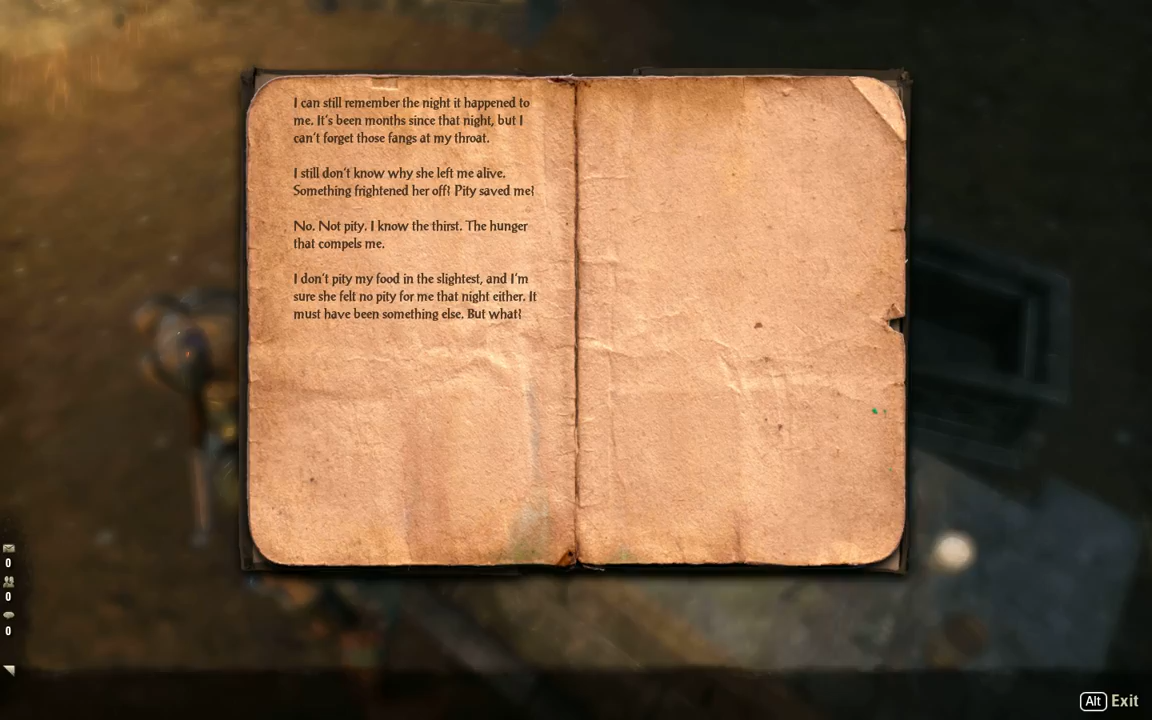 I can still remember the night it happened to
me. It's been months since that night, but I
can't forget those fangs at my throat.
I still don't know why she left me alive.
Something frightened her off? Pity saved me?
No. Not pity. I know the thirst. The hunger
that compels me.
I don't pity my food in the slightest, and I'm
sure she felt no pity for me that night either. It
must have been something else. But what?
0
0
0
Alt Exit